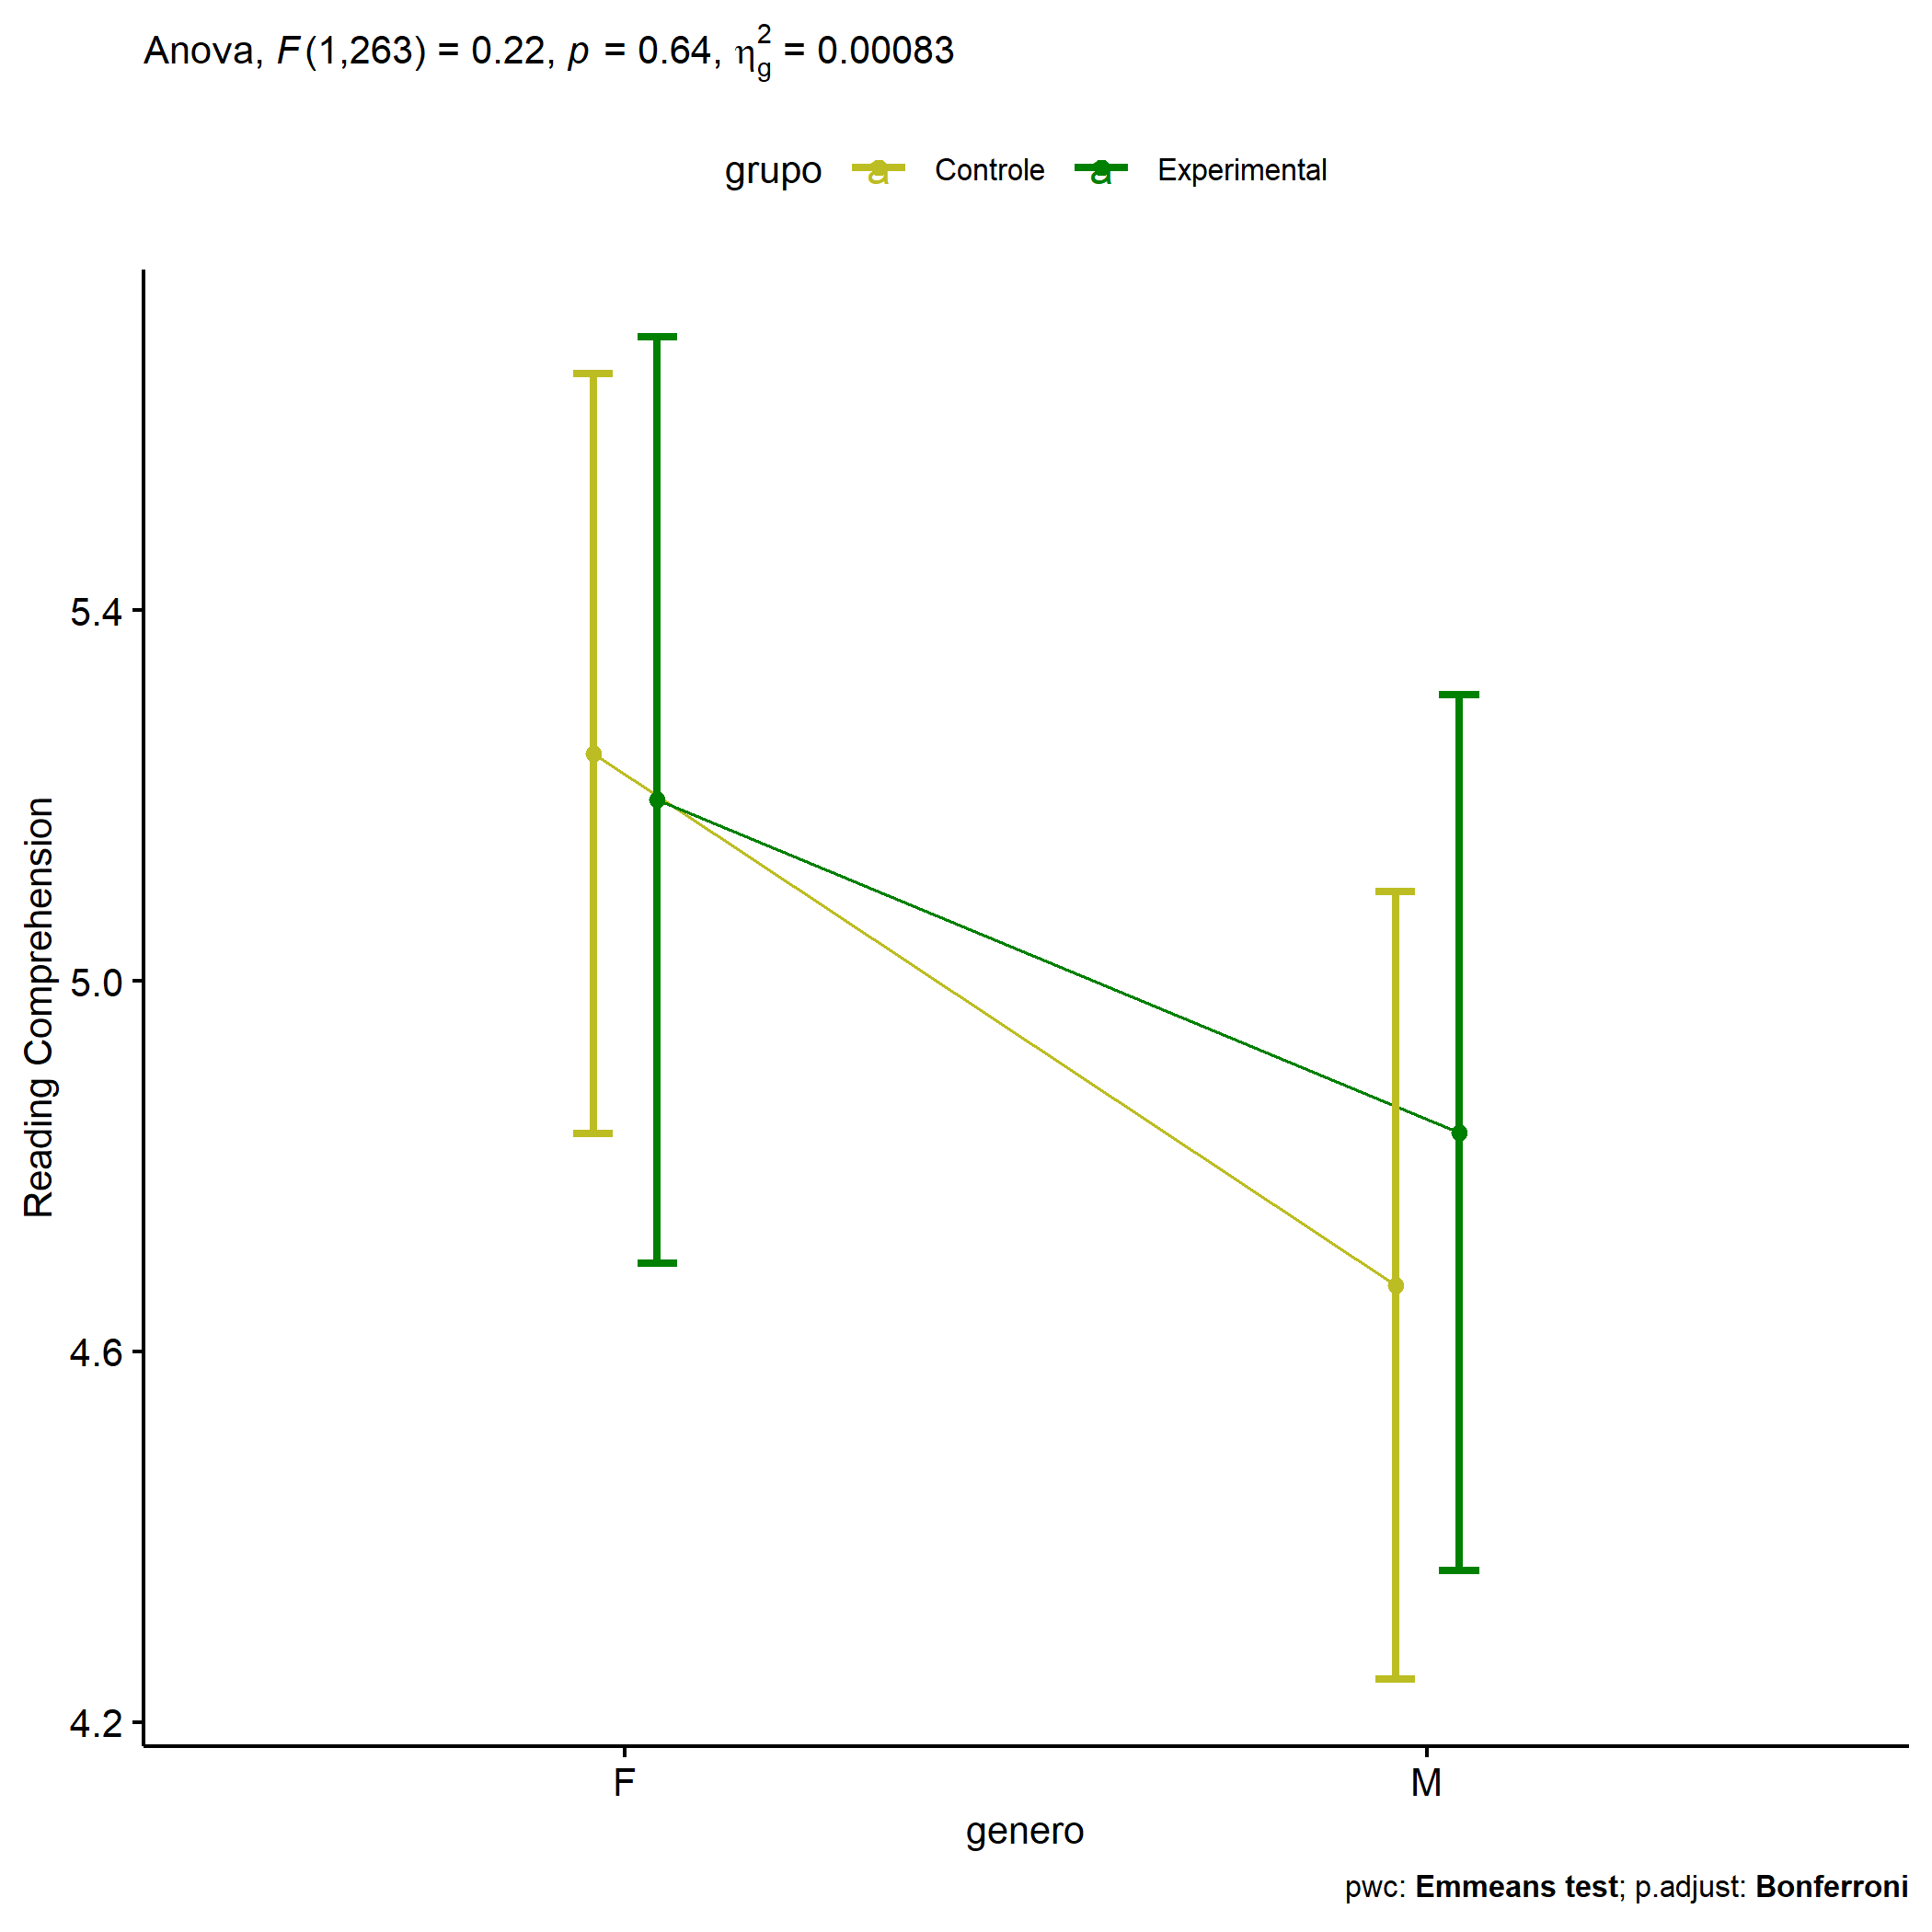 Anova, F(1,263) = 0.22, p = 0.64, η²g = 0.00083
grupo a Controle a Experimental
5.4
5.0
4.6
4.2
Reading Comprehension
F M
genero
pwc: Emmeans test; p.adjust: Bonferroni